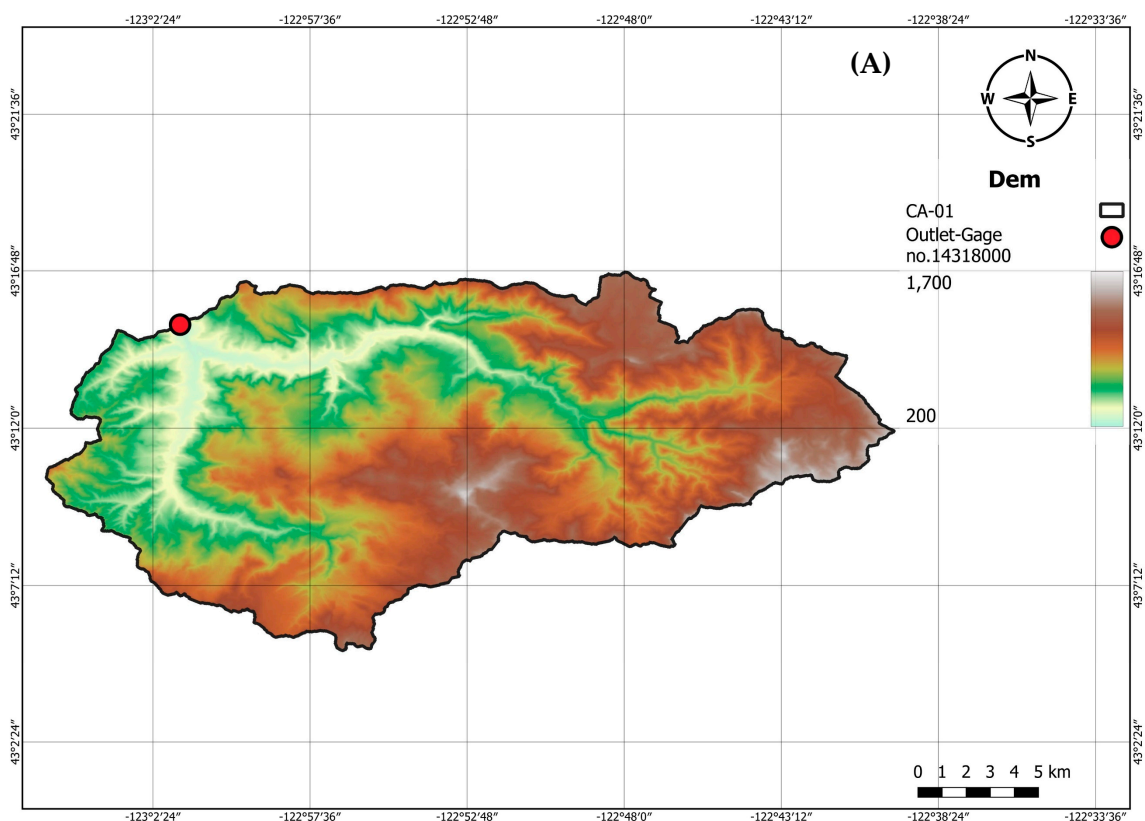 -123°2′24″ -122°57′36″ -122°52′48″ -122°48′0″ -122°43′12″ -122°38′24″ -122°33′36″
(A)
N
W E
S
43°21′36″ 43°21′36″
Dem
CA-01
Outlet-Gage
no.14318000
43°16′48″ 43°16′48″
1,700
200
43°12′0″ 43°12′0″
43°7′12″ 43°7′12″
43°2′24″ 43°2′24″
0 1 2 3 4 5 km
-123°2′24″ -122°57′36″ -122°52′48″ -122°48′0″ -122°43′12″ -122°38′24″ -122°33′36″